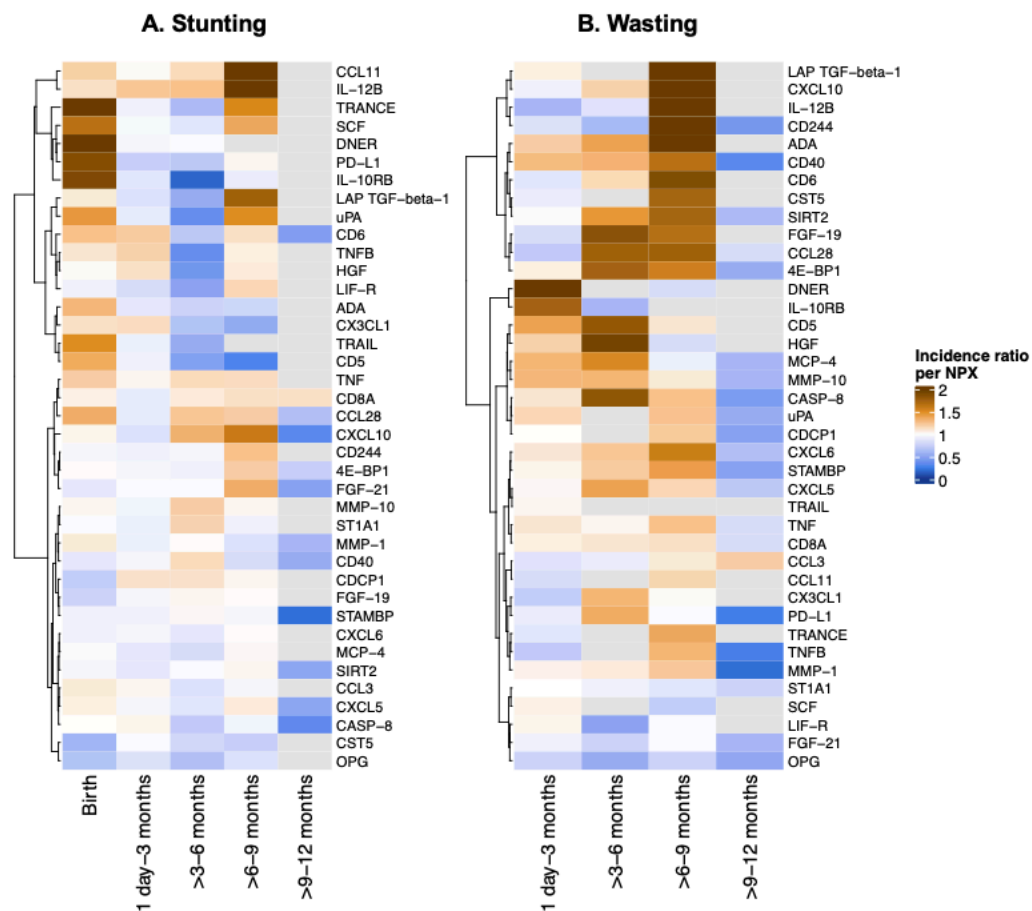 A. Stunting
CCL11
IL-12B
TRANCE
SCF
DNER
PD-L1
IL-10RB
LAP TGF-beta-1
uPA
CD6
TNFB
HGF
LIF-R
ADA
CX3CL1
TRAIL
CD5
TNF
CD8A
CCL28
CXCL10
CD244
4E-BP1
FGF-21
MMP-10
ST1A1
MMP-1
CD40
CDCP1
FGF-19
STAMBP
CXCL6
MCP-4
SIRT2
CCL3
CXCL5
CASP-8
CST5
OPG
Birth
1 day-3 months
>3-6 months
>6-9 months
>9-12 months
B. Wasting
LAP TGF-beta-1
CXCL10
IL-12B
CD244
ADA
CD40
CD6
CST5
SIRT2
FGF-19
CCL28
4E-BP1
DNER
IL-10RB
CD5
HGF
MCP-4
MMP-10
CASP-8
uPA
CDCP1
CXCL6
STAMBP
CXCL5
TRAIL
TNF
CD8A
CCL3
CCL11
CX3CL1
PD-L1
TRANCE
TNFB
MMP-1
ST1A1
SCF
LIF-R
FGF-21
OPG
1 day-3 months
>3-6 months
>6-9 months
>9-12 months
Incidence ratio
per NPX
2
1.5
1
0.5
0